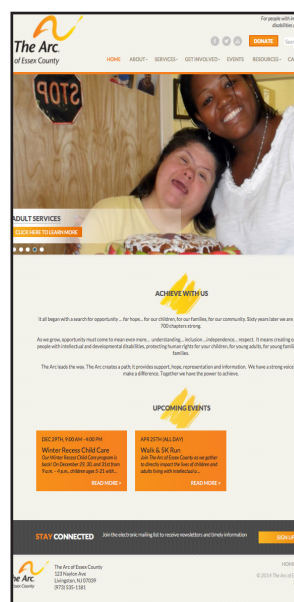 For people with in
disabilities a
The Arc.
of Essex County
DONATE
Sear
HOME ABOUT SERVICES GET INVOLVED EVENTS RESOURCES CA
STOP
ADULT SERVICES
CLICK HERE TO LEARN MORE
ACHIEVE WITH US
It all began with a search for opportunity ... for hope... for our children, for our families, for our community. Sixty years later we are
700 chapters strong.
As we grow, opportunity must come to mean even more... understanding... inclusion ...independence... respect. It means creating o
people with intellectual and developmental disabilities, protecting human rights for your children, for young adults, for young famil
families.
The Arc leads the way. The Arc creates a path; it provides support, hope, representation and information. We have a strong voice
make a difference. Together we have the power to achieve.
UPCOMING EVENTS
DEC 29TH, 9:00 AM - 4:00 PM
Winter Recess Child Care
Our Winter Recess Child Care program is
back! On December 29, 30, and 31st from
9 a.m. - 4 p.m., children ages 5-21 with...
READ MORE >
APR 25TH (ALL DAY)
Walk & 5K Run
Join The Arc of Essex County as we gather
to directly impact the lives of children and
adults living with intellectual a...
READ MORE >
STAY CONNECTED Join the electronic mailing list to receive newsletters and timely information
SIGN UP
he Arc.
ex County
The Arc of Essex County
123 Naylon Ave
Livingston, NJ 07039
(973) 535-1181
HOME
© 2014 The Arc of E